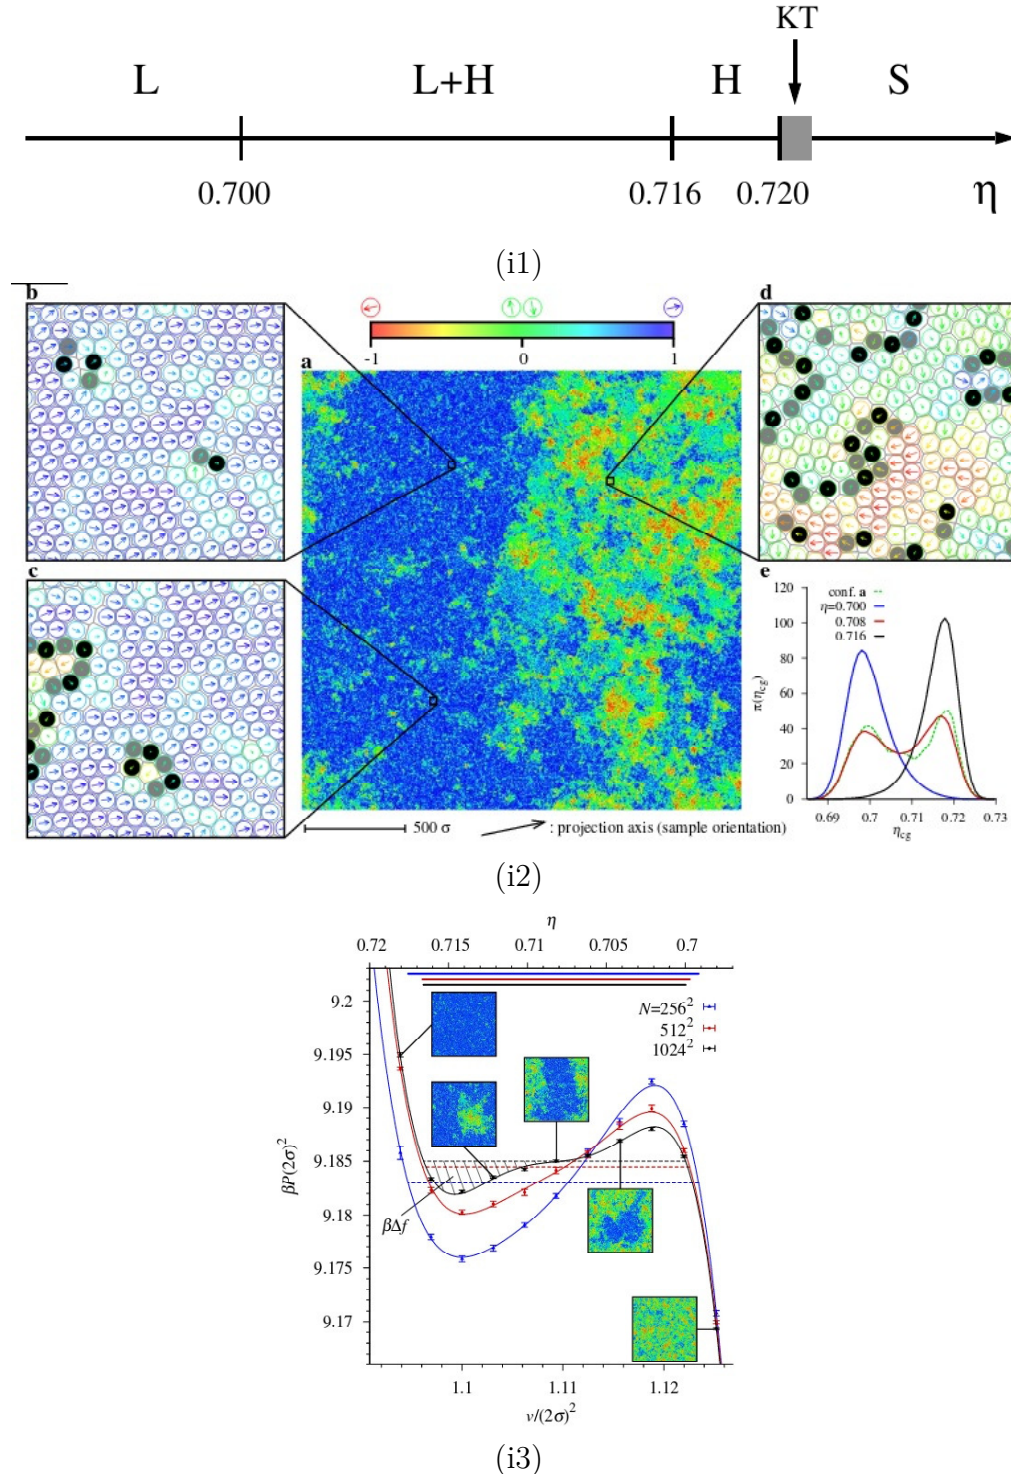 KT
L L+H H S
0.700 0.716 0.720 η
(i1)
b
a
d
-1 0 1
c
e
conf. a
η=0.700
0.708
0.716
120
100
80
60
40
20
0
π(η_cg)
0.69 0.7 0.71 0.72 0.73
η_cg
500 σ : projection axis (sample orientation)
(i2)
η
0.72 0.715 0.71 0.705 0.7
N=256²
512²
1024²
9.2
9.195
9.19
9.185
9.18
9.175
9.17
βP(2σ)²
βΔf
1.1 1.11 1.12
v/(2σ)²
(i3)